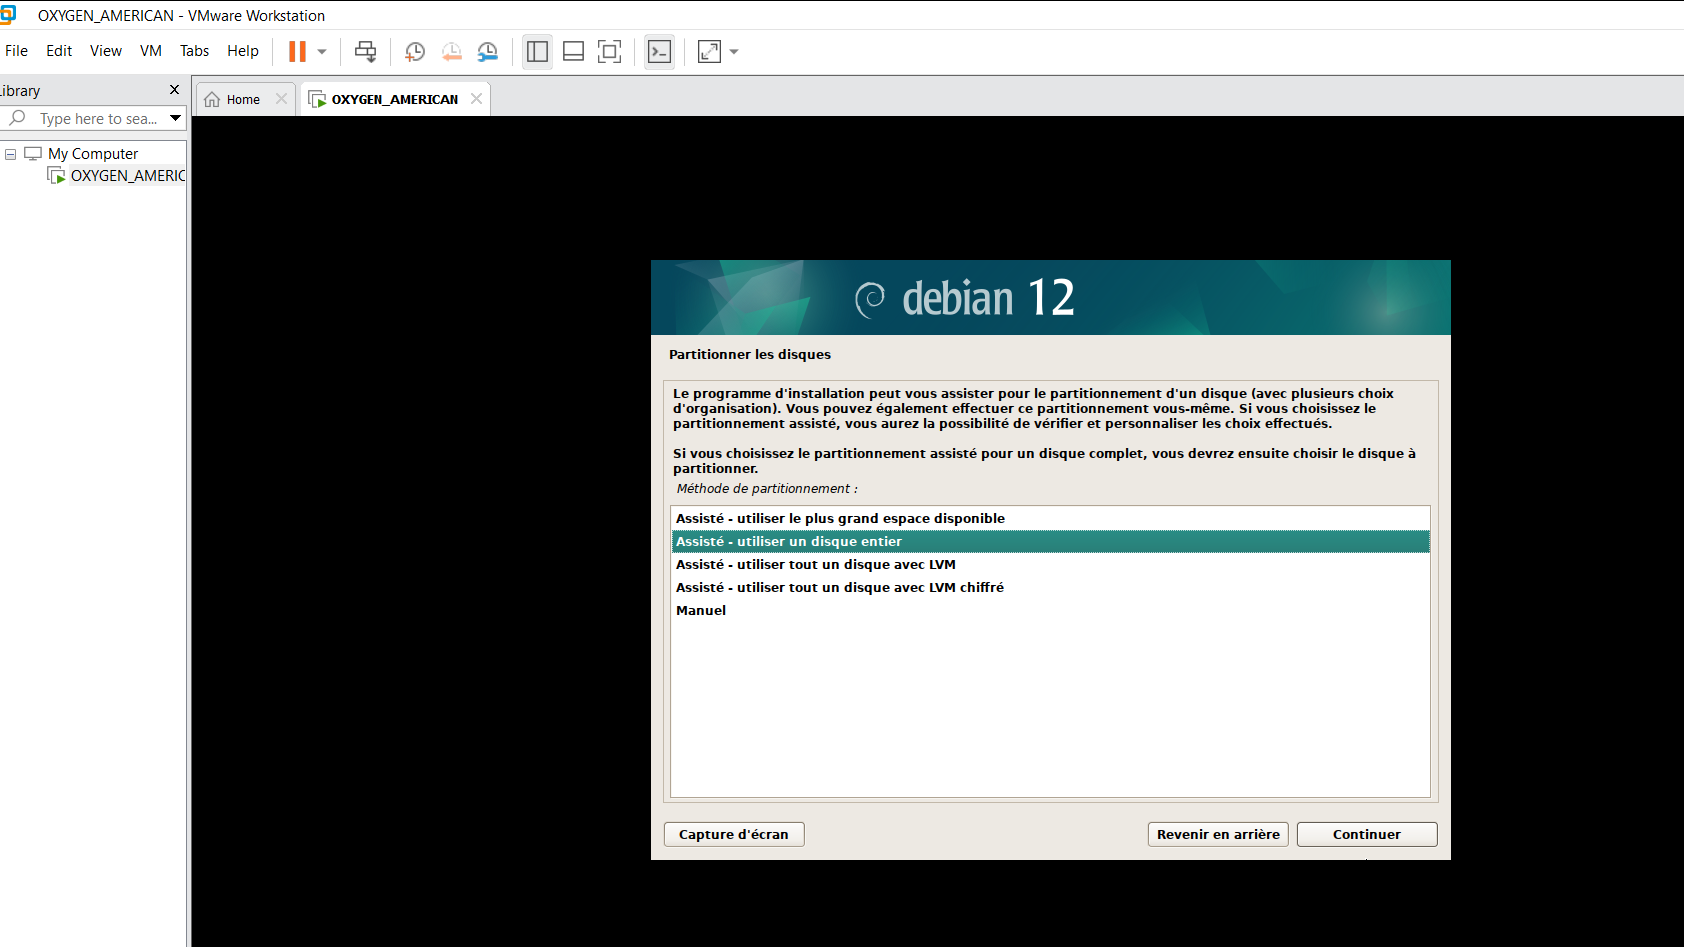 OXYGEN_AMERICAN - VMware Workstation
File Edit View VM Tabs Help
Library
Type here to sea...
Home
OXYGEN_AMERICAN
My Computer
OXYGEN_AMERIC
debian 12
Partitionner les disques
Le programme d'installation peut vous assister pour le partitionnement d'un disque (avec plusieurs choix
d'organisation). Vous pouvez également effectuer ce partitionnement vous-même. Si vous choisissez le
partitionnement assisté, vous aurez la possibilité de vérifier et personnaliser les choix effectués.
Si vous choisissez le partitionnement assisté pour un disque complet, vous devrez ensuite choisir le disque à
partitionner.
Méthode de partitionnement :
Assisté - utiliser le plus grand espace disponible
Assisté - utiliser un disque entier
Assisté - utiliser tout un disque avec LVM
Assisté - utiliser tout un disque avec LVM chiffré
Manuel
Capture d'écran
Revenir en arrière
Continuer